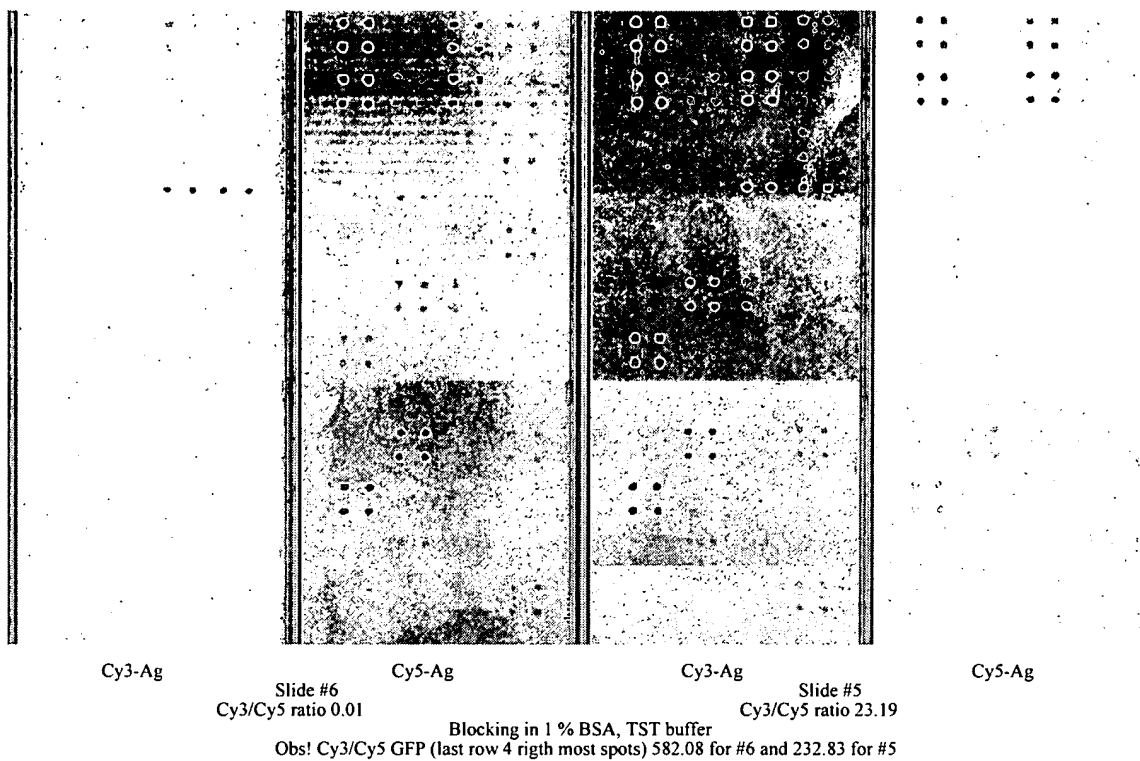 Cy3-Ag Cy5-Ag Cy3-Ag Cy5-Ag
Slide #6 Slide #5
Cy3/Cy5 ratio 0.01 Cy3/Cy5 ratio 23.19
Blocking in 1 % BSA, TST buffer
Obs! Cy3/Cy5 GFP (last row 4 rigth most spots) 582.08 for #6 and 232.83 for #5